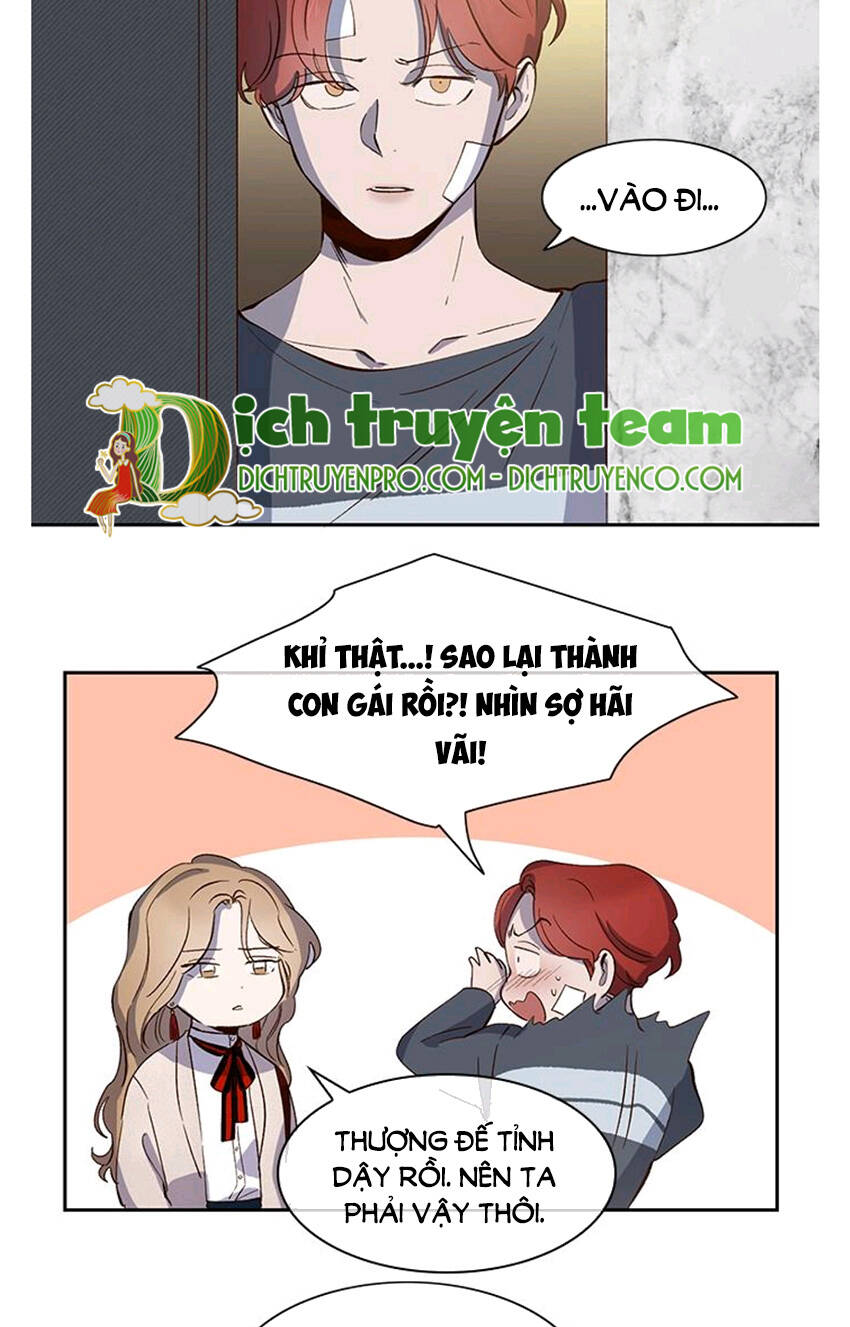 ...VÀO ĐI...
Dịch truyện team
DICHTRUYENPRO.COM - DICHTRUYENCO.COM
KHỈ THẬT...! SAO LẠI THÀNH
CON GÁI RỒI?! NHÌN SỢ HÃI
VÃI!
THƯỢNG ĐẾ TỈNH
DẬY RỒI. NÊN TA
PHẢI VẬY THÔI.